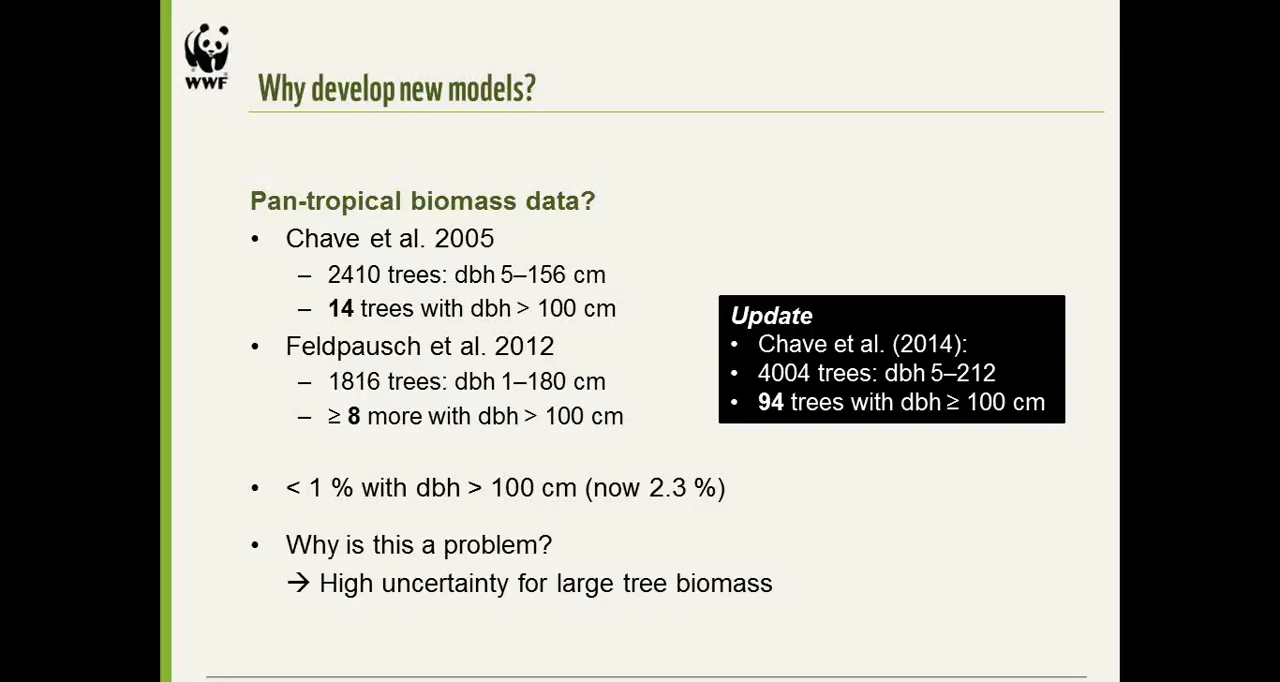 WWF
Why develop new models?
Pan-tropical biomass data?
• Chave et al. 2005
– 2410 trees: dbh 5–156 cm
– 14 trees with dbh > 100 cm
• Feldpausch et al. 2012
– 1816 trees: dbh 1–180 cm
– ≥ 8 more with dbh > 100 cm
Update
• Chave et al. (2014):
• 4004 trees: dbh 5–212
• 94 trees with dbh ≥ 100 cm
• < 1 % with dbh > 100 cm (now 2.3 %)
• Why is this a problem?
→ High uncertainty for large tree biomass